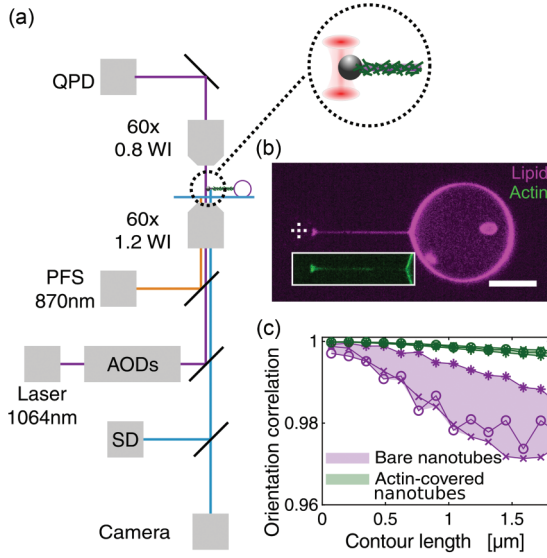 (a)
QPD
60x
0.8 WI
60x
1.2 WI
PFS
870nm
AODs
Laser
1064nm
SD
Camera
(b)
Lipid
Actin
(c)
Orientation correlation
1
0.98
0.96
Bare nanotubes
Actin-covered
nanotubes
0
0.5
1
1.5
Contour length [µm]